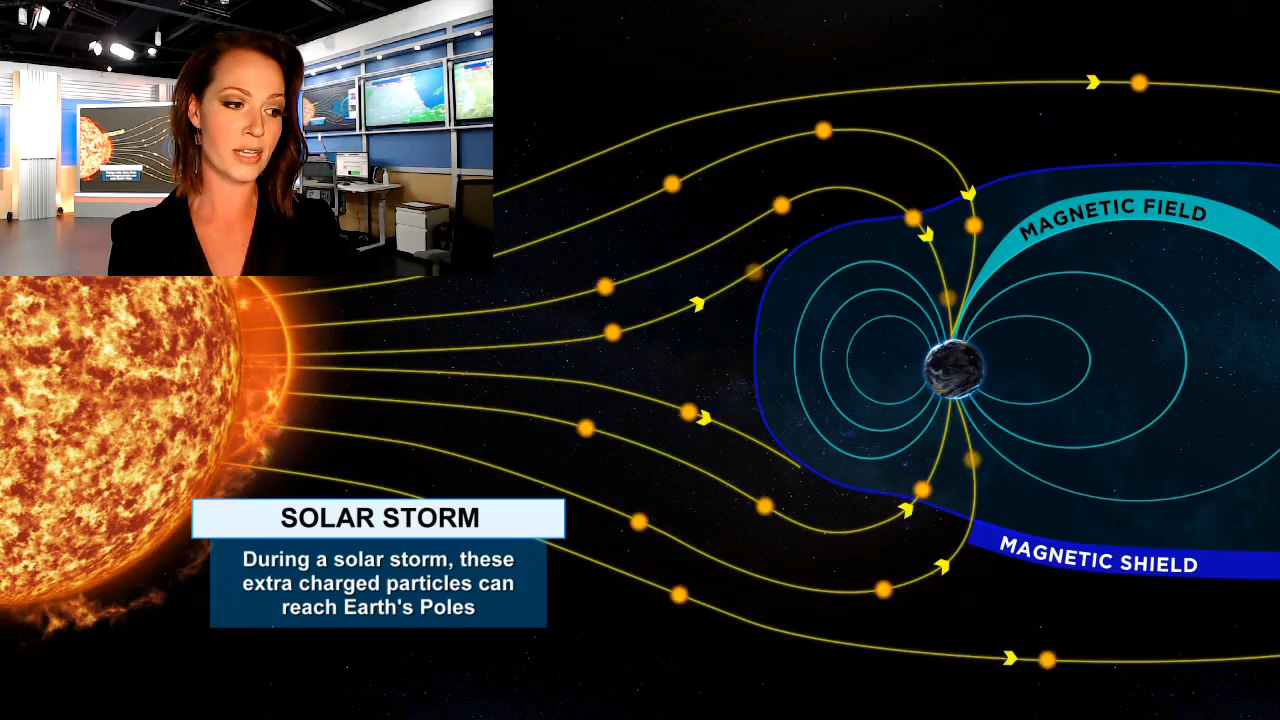 MAGNETIC FIELD
SOLAR STORM
During a solar storm, these
extra charged particles can
reach Earth's Poles
MAGNETIC SHIELD